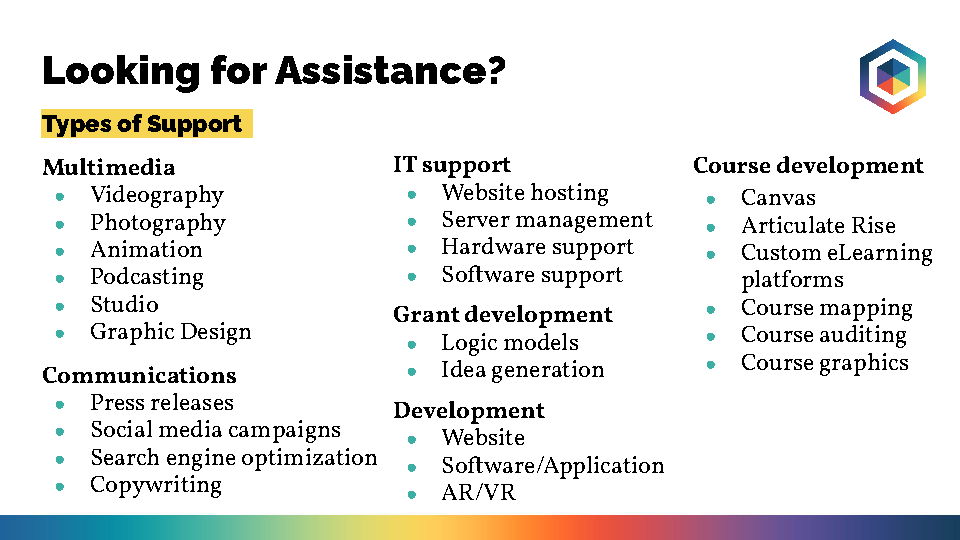 Looking for Assistance?
Types of Support
Multimedia
● Videography
● Photography
● Animation
● Podcasting
● Studio
● Graphic Design
Communications
● Press releases
● Social media campaigns
● Search engine optimization
● Copywriting
IT support
● Website hosting
● Server management
● Hardware support
● Software support
Grant development
● Logic models
● Idea generation
Development
● Website
● Software/Application
● AR/VR
Course development
● Canvas
● Articulate Rise
● Custom eLearning
platforms
● Course mapping
● Course auditing
● Course graphics